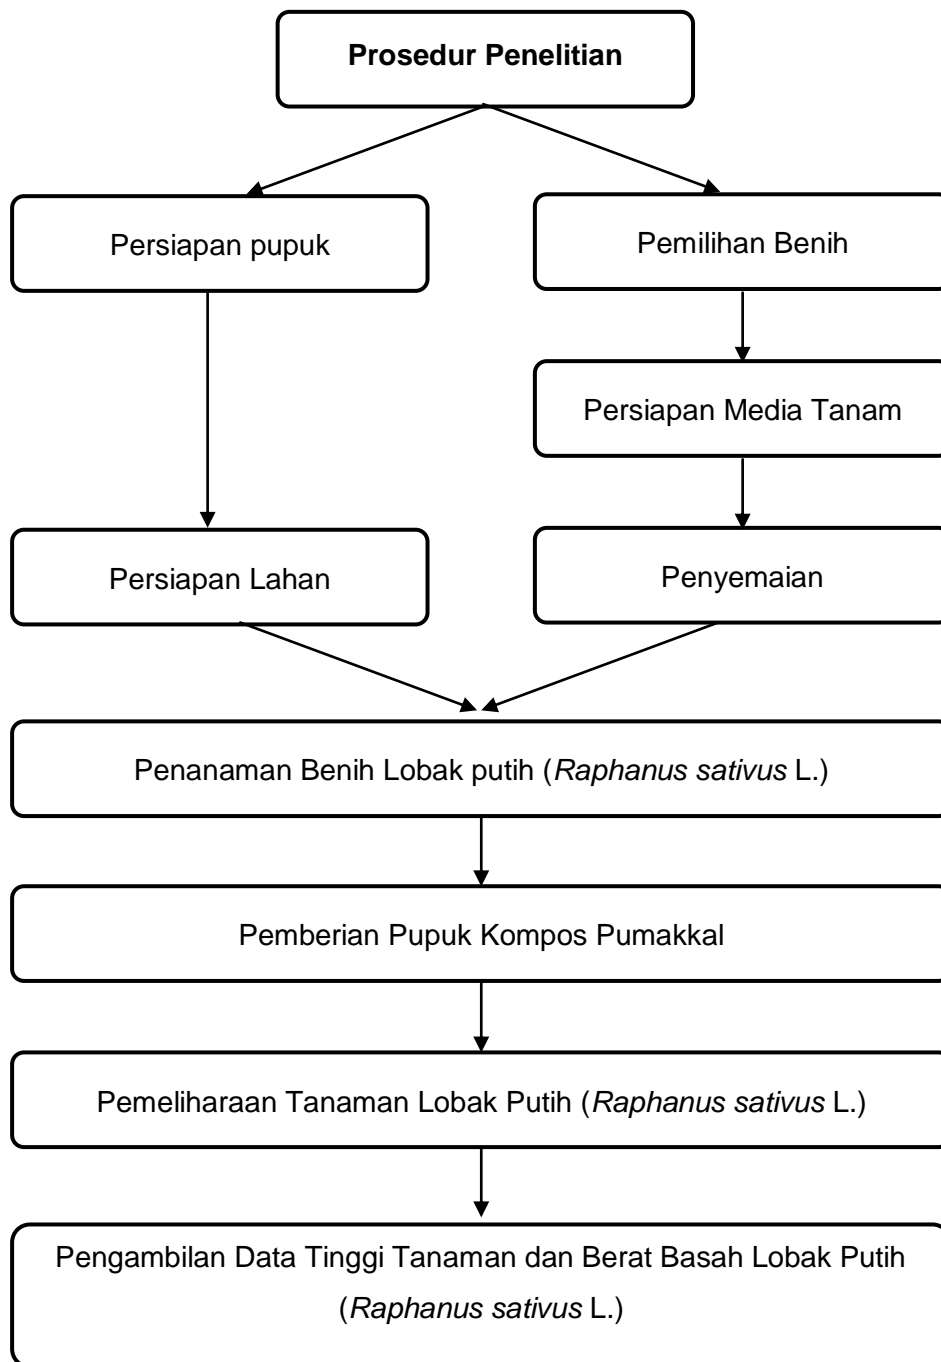 Prosedur Penelitian
Persiapan pupuk
Pemilihan Benih
Persiapan Media Tanam
Persiapan Lahan
Penyemaian
Penanaman Benih Lobak putih (Raphanus sativus L.)
Pemberian Pupuk Kompos Pumakkal
Pemeliharaan Tanaman Lobak Putih (Raphanus sativus L.)
Pengambilan Data Tinggi Tanaman dan Berat Basah Lobak Putih
(Raphanus sativus L.)